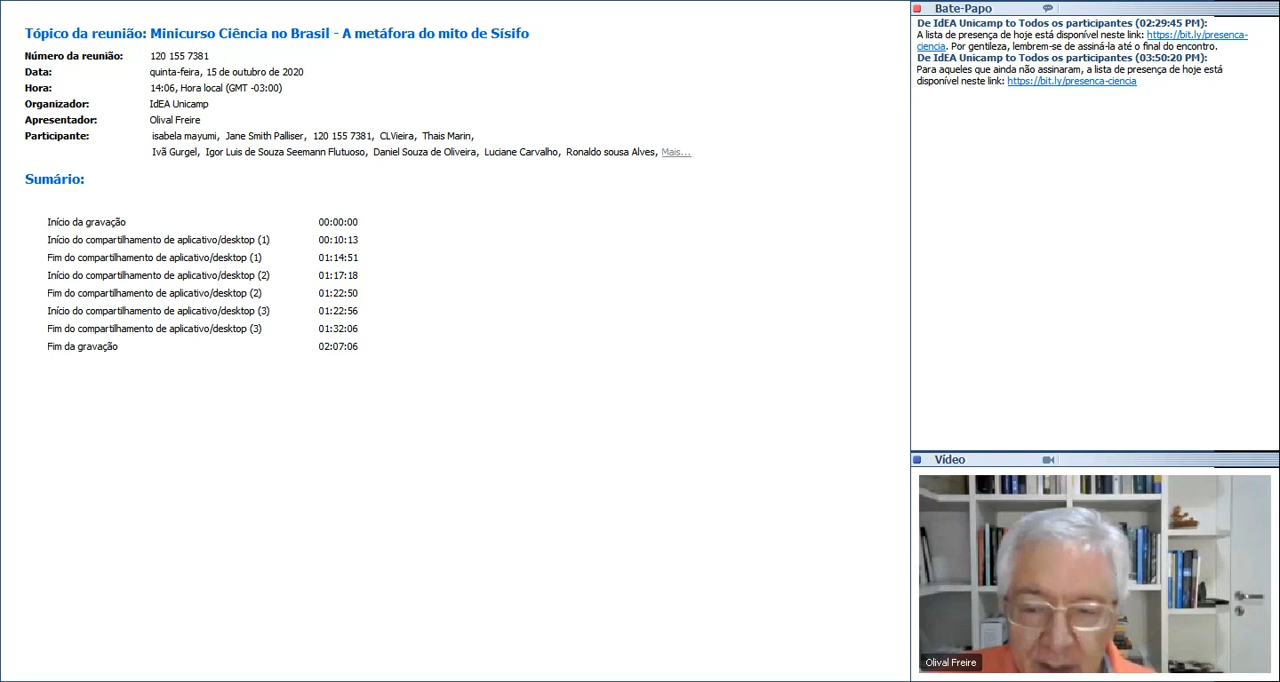 Tópico da reunião: Minicurso Ciência no Brasil - A metáfora do mito de Sísifo
Número da reunião: 120 155 7381
Data: quinta-feira, 15 de outubro de 2020
Hora: 14:06, Hora local (GMT -03:00)
Organizador: IdEA Unicamp
Apresentador: Olival Freire
Participante: isabela mayumi, Jane Smith Palliser, 120 155 7381, CLVieira, Thais Marin,
Ivã Gurgel, Igor Luis de Souza Seemann Flutuoso, Daniel Souza de Oliveira, Luciane Carvalho, Ronaldo sousa Alves, Mais...
Sumário:
Início da gravação 00:00:00
Início do compartilhamento de aplicativo/desktop (1) 00:10:13
Fim do compartilhamento de aplicativo/desktop (1) 01:14:51
Início do compartilhamento de aplicativo/desktop (2) 01:17:18
Fim do compartilhamento de aplicativo/desktop (2) 01:22:50
Início do compartilhamento de aplicativo/desktop (3) 01:22:56
Fim do compartilhamento de aplicativo/desktop (3) 01:32:06
Fim da gravação 02:07:06
Bate-Papo
De IdEA Unicamp to Todos os participantes (02:29:45 PM):
A lista de presença de hoje está disponível neste link: https://bit.ly/presenca-
ciencia. Por gentileza, lembrem-se de assiná-la até o final do encontro.
De IdEA Unicamp to Todos os participantes (03:50:20 PM):
Para aqueles que ainda não assinaram, a lista de presença de hoje está
disponível neste link: https://bit.ly/presenca-ciencia
Vídeo
Olival Freire